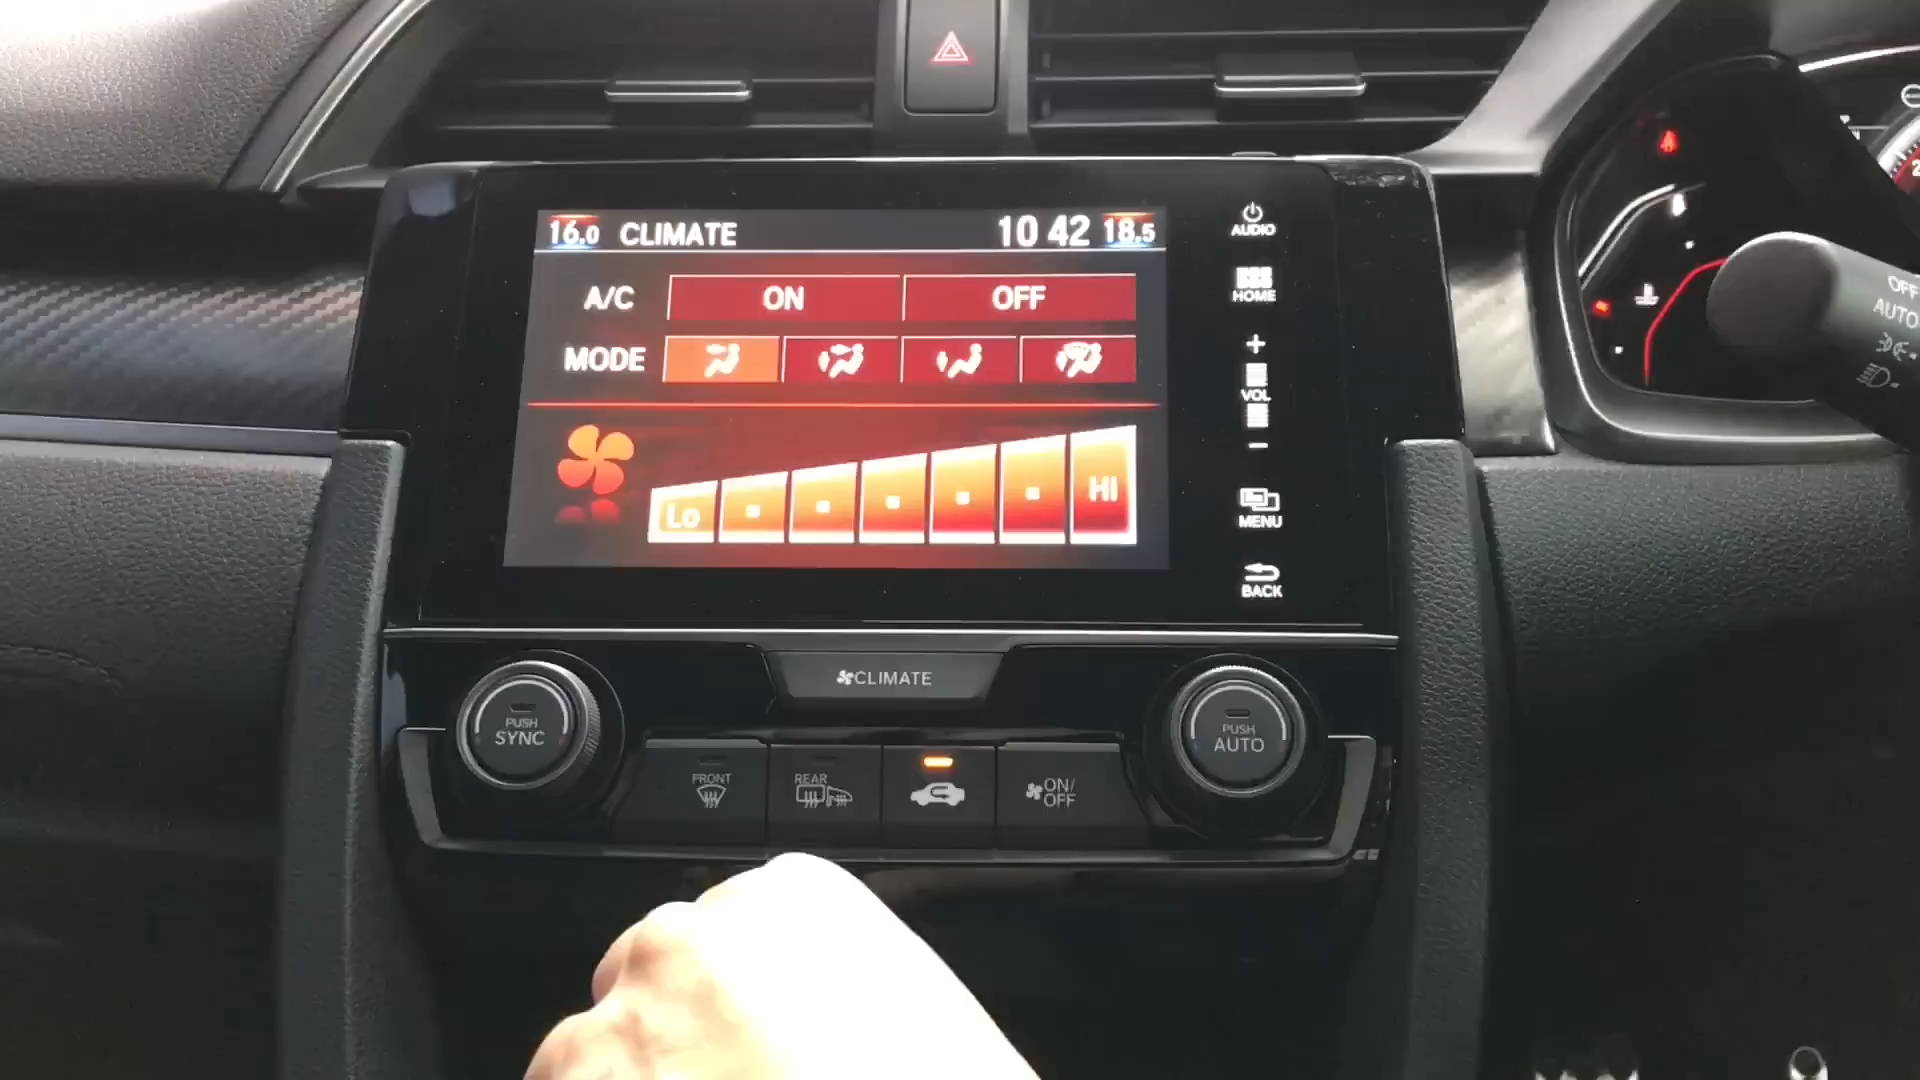 16.0 CLIMATE 10 42 18.5
A/C ON OFF
MODE
Lo HI
AUDIO
HOME
+
VOL
−
MENU
BACK
OFF
AUTO
CLIMATE
PUSH
SYNC
PUSH
AUTO
FRONT
REAR
ON/
OFF